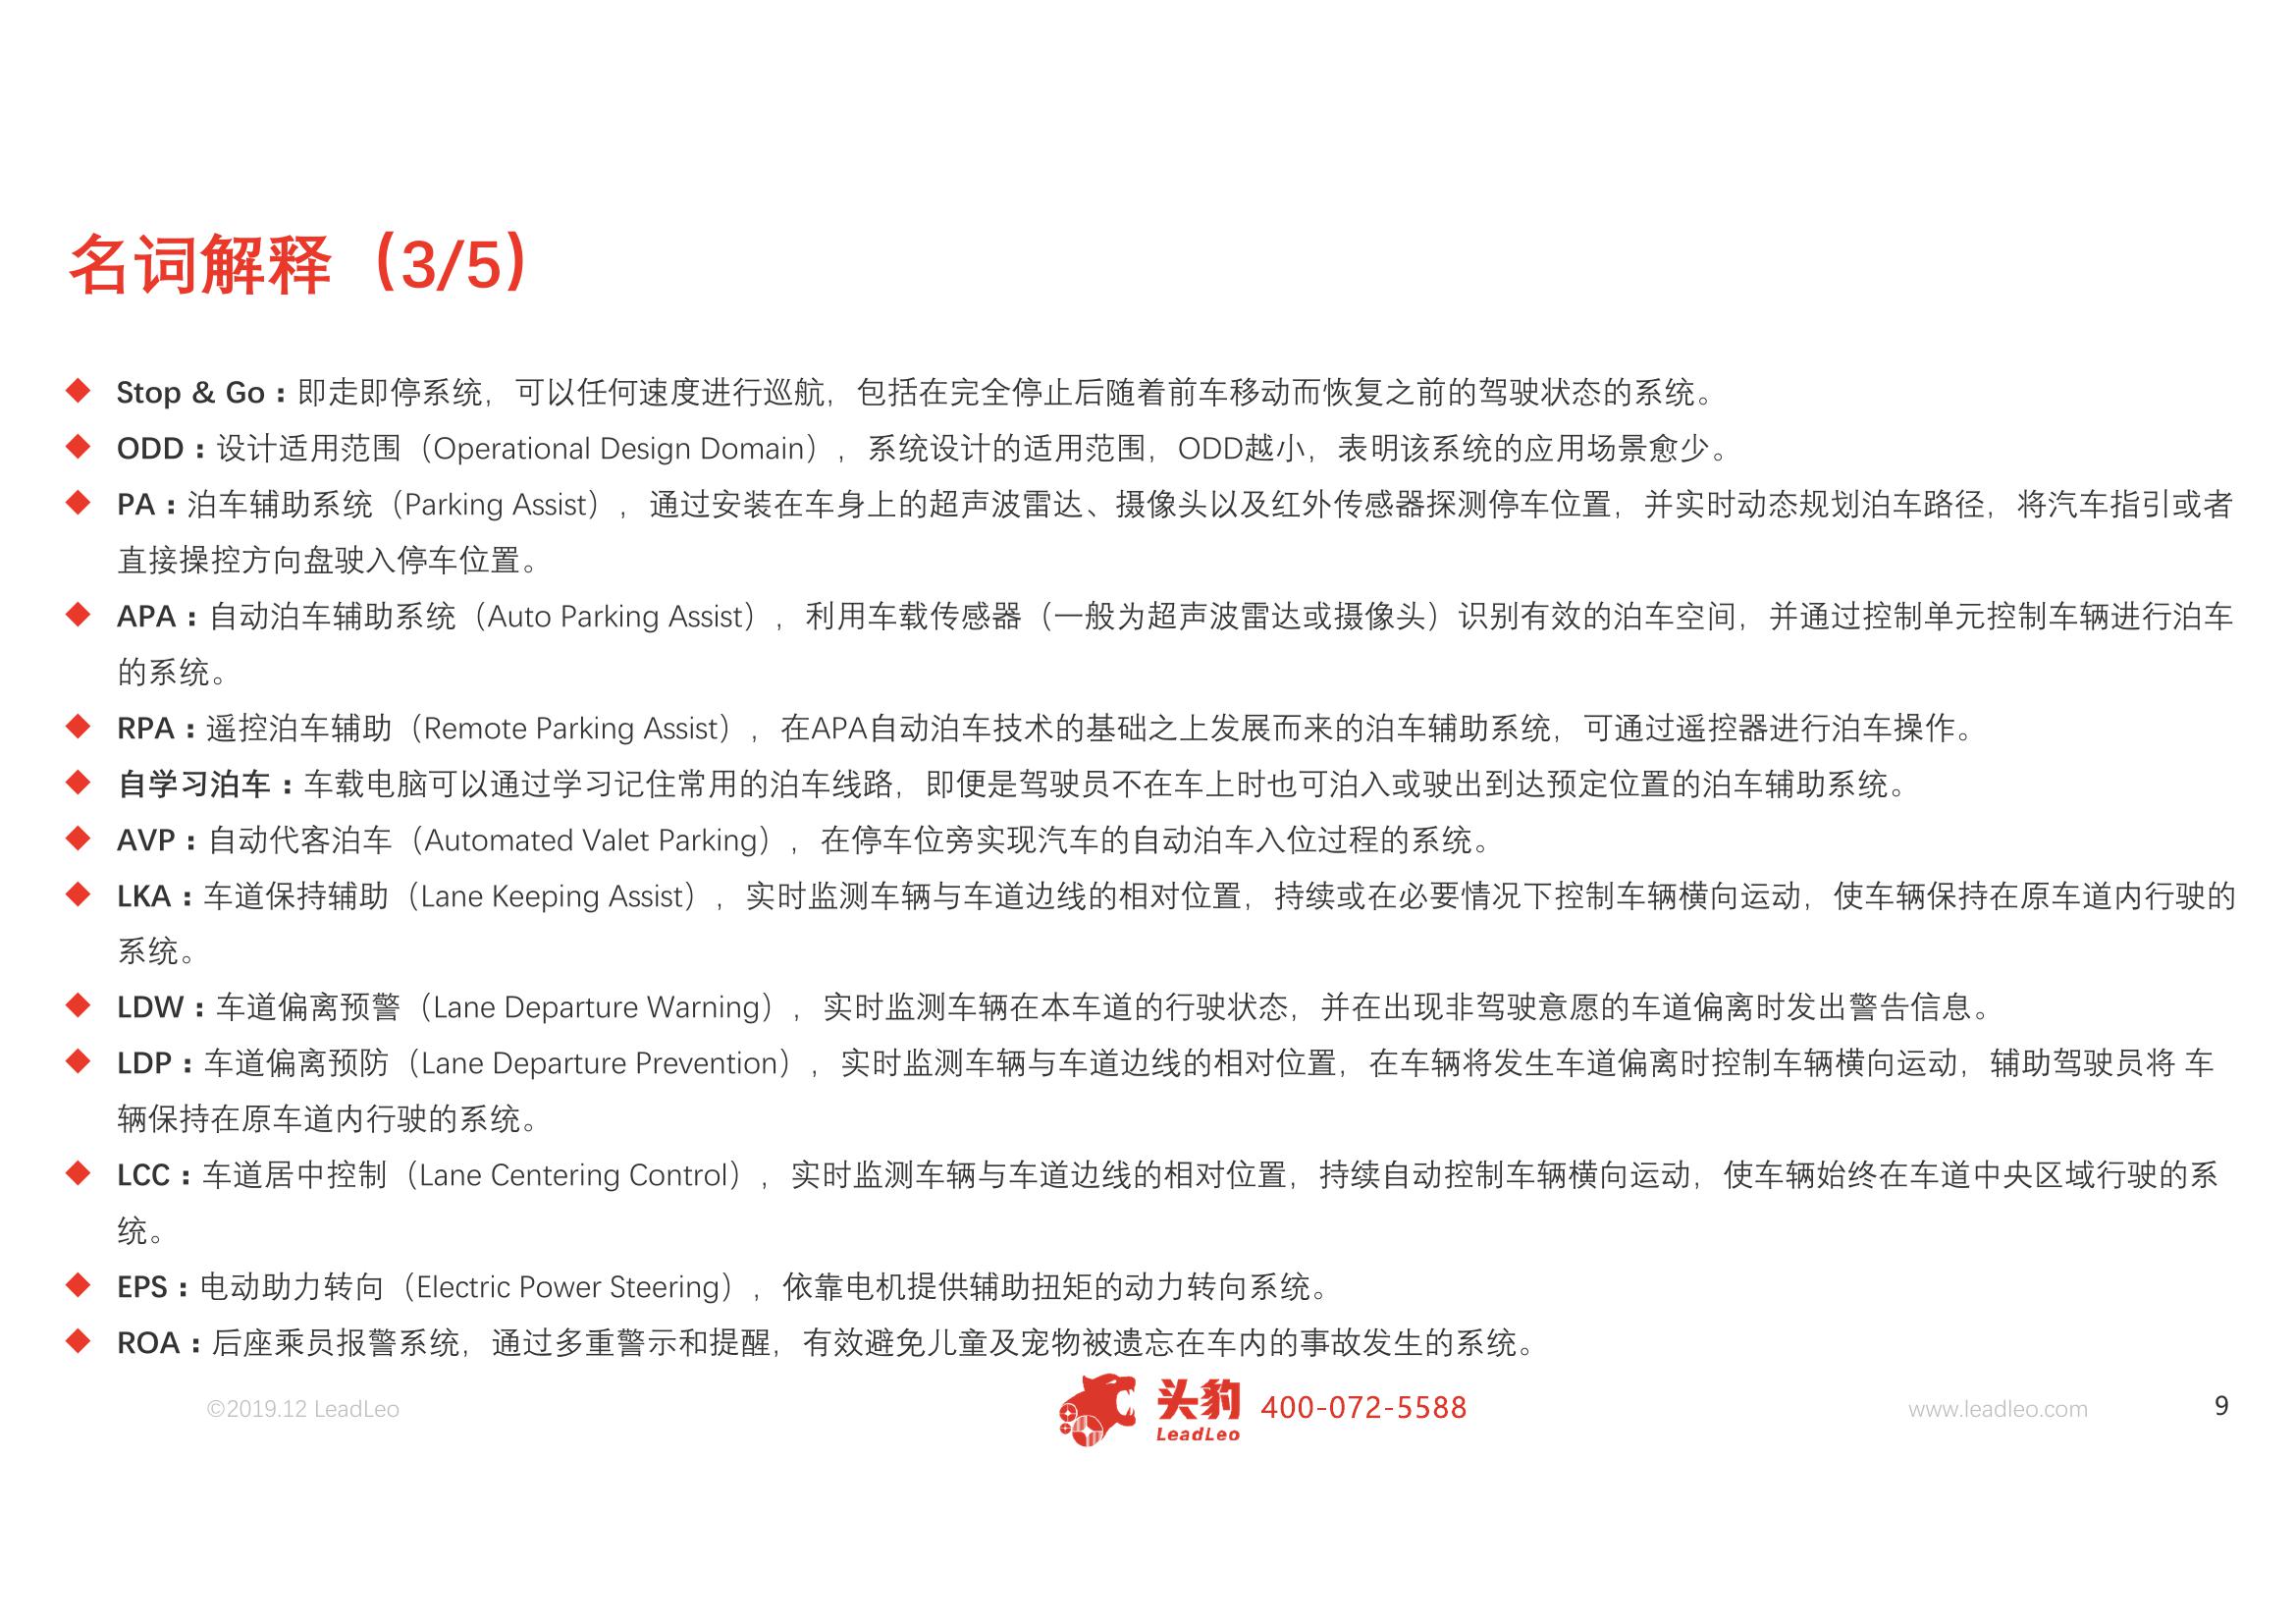 名词解释（3/5）
Stop & Go：即走即停系统，可以任何速度进行巡航，包括在完全停止后随着前车移动而恢复之前的驾驶状态的系统。
ODD：设计适用范围（Operational Design Domain），系统设计的适用范围，ODD越小，表明该系统的应用场景愈少。
PA：泊车辅助系统（Parking Assist），通过安装在车身上的超声波雷达、摄像头以及红外传感器探测停车位置，并实时动态规划泊车路径，将汽车指引或者
直接操控方向盘驶入停车位置。
APA：自动泊车辅助系统（Auto Parking Assist），利用车载传感器（一般为超声波雷达或摄像头）识别有效的泊车空间，并通过控制单元控制车辆进行泊车
的系统。
RPA：遥控泊车辅助（Remote Parking Assist），在APA自动泊车技术的基础之上发展而来的泊车辅助系统，可通过遥控器进行泊车操作。
自学习泊车：车载电脑可以通过学习记住常用的泊车线路，即便是驾驶员不在车上时也可泊入或驶出到达预定位置的泊车辅助系统。
AVP：自动代客泊车（Automated Valet Parking），在停车位旁实现汽车的自动泊车入位过程的系统。
LKA：车道保持辅助（Lane Keeping Assist），实时监测车辆与车道边线的相对位置，持续或在必要情况下控制车辆横向运动，使车辆保持在原车道内行驶的
系统。
LDW：车道偏离预警（Lane Departure Warning），实时监测车辆在本车道的行驶状态，并在出现非驾驶意愿的车道偏离时发出警告信息。
LDP：车道偏离预防（Lane Departure Prevention），实时监测车辆与车道边线的相对位置，在车辆将发生车道偏离时控制车辆横向运动，辅助驾驶员将 车
辆保持在原车道内行驶的系统。
LCC：车道居中控制（Lane Centering Control），实时监测车辆与车道边线的相对位置，持续自动控制车辆横向运动，使车辆始终在车道中央区域行驶的系
统。
EPS：电动助力转向（Electric Power Steering），依靠电机提供辅助扭矩的动力转向系统。
ROA：后座乘员报警系统，通过多重警示和提醒，有效避免儿童及宠物被遗忘在车内的事故发生的系统。
©2019.12 LeadLeo
头豹
LeadLeo
400-072-5588
www.leadleo.com
9